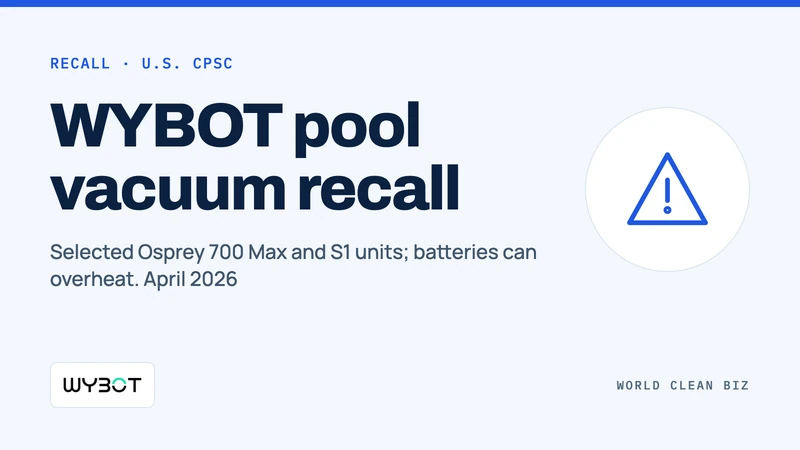 RECALL · U.S. CPSC
WYBOT pool
vacuum recall
Selected Osprey 700 Max and S1 units; batteries can
overheat. April 2026
WYBOT
WORLD CLEAN BIZ